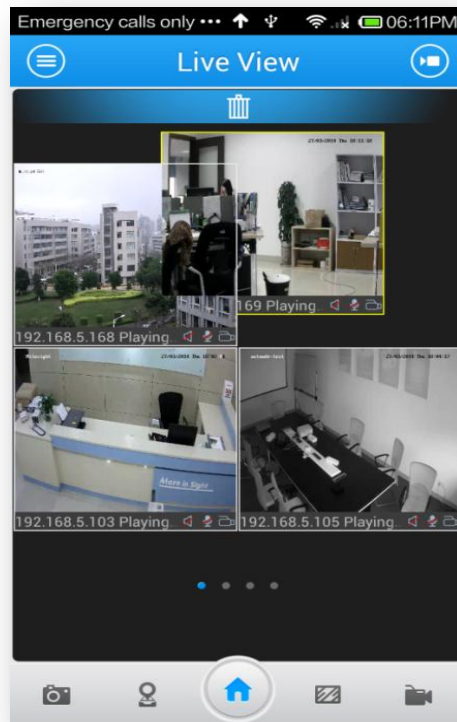 Emergency calls only ••• 06:11PM
Live View
169 Playing..
192.168.5.168 Playing..
Milesight
More in Sight
192.168.5.103 Playing..
192.168.5.105 Playing..